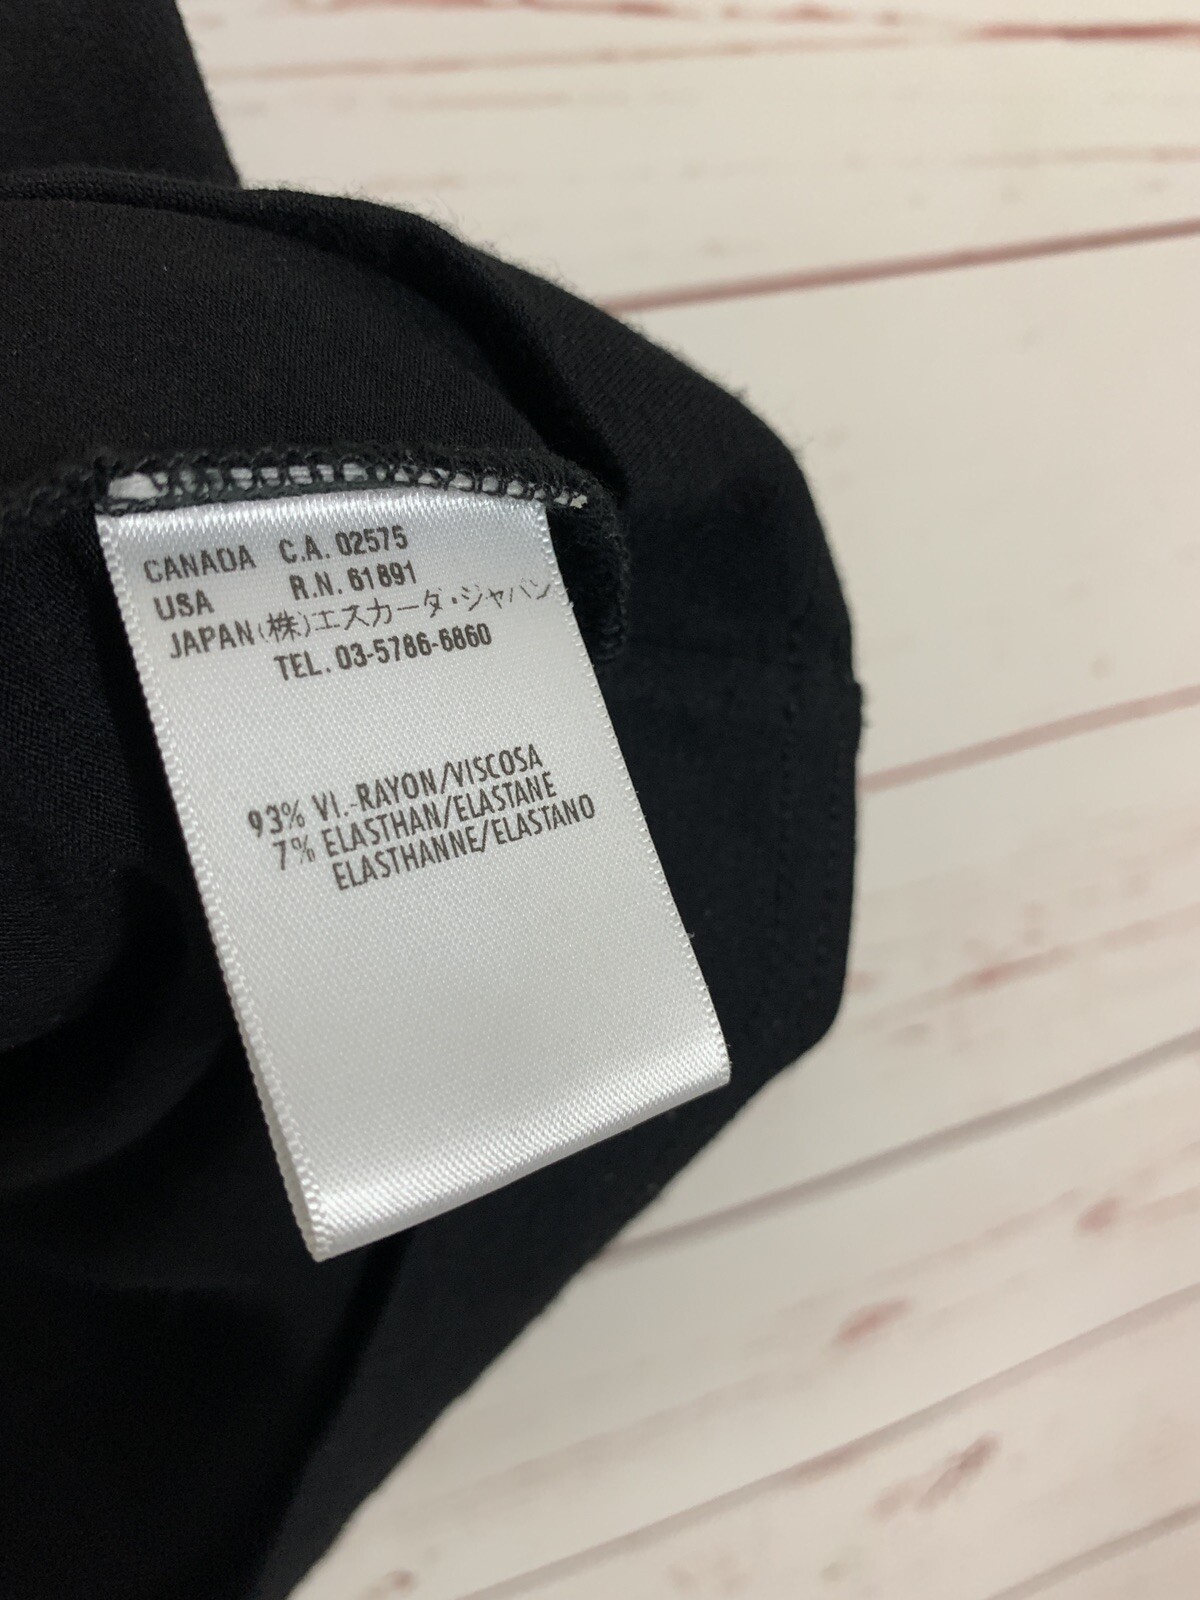 CANADA C.A. 02575
USA R.N. 61891
JAPAN(株)エスカーダ・ジャパン
TEL. 03-5786-6860
93% VI.-RAYON/VISCOSA
7% ELASTHAN/ELASTANE
ELASTHANNE/ELASTANO